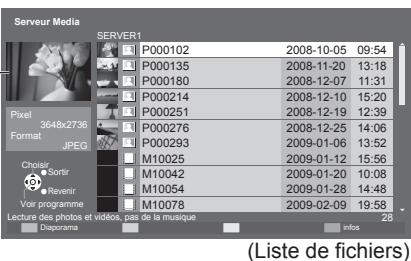 Serveur Media
SERVER1
P000102 2008-10-05 09:54
P000135 2008-11-20 13:18
P000180 2008-12-07 11:31
P000214 2008-12-10 15:20
P000251 2008-12-19 12:39
P000276 2008-12-25 14:06
P000293 2009-01-06 13:52
M10025 2009-01-12 15:56
M10042 2009-01-20 10:08
M10054 2009-01-28 14:48
M10078 2009-02-09 19:58
Pixel
3648x2736
Format
JPEG
Choisir
Sortir
Revenir
Voir programme
Lecture des photos et vidéos, pas de la musique 28
Diaporama infos
(Liste de fichiers)